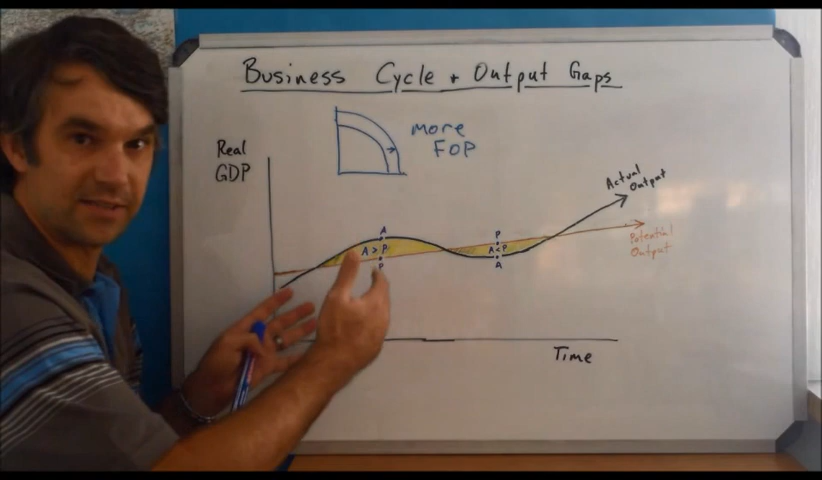 Business Cycle + Output Gaps
more
FOP
Real
GDP
Actual
Output
A
A > P
P
P
A < P
A
Potential
Output
Time